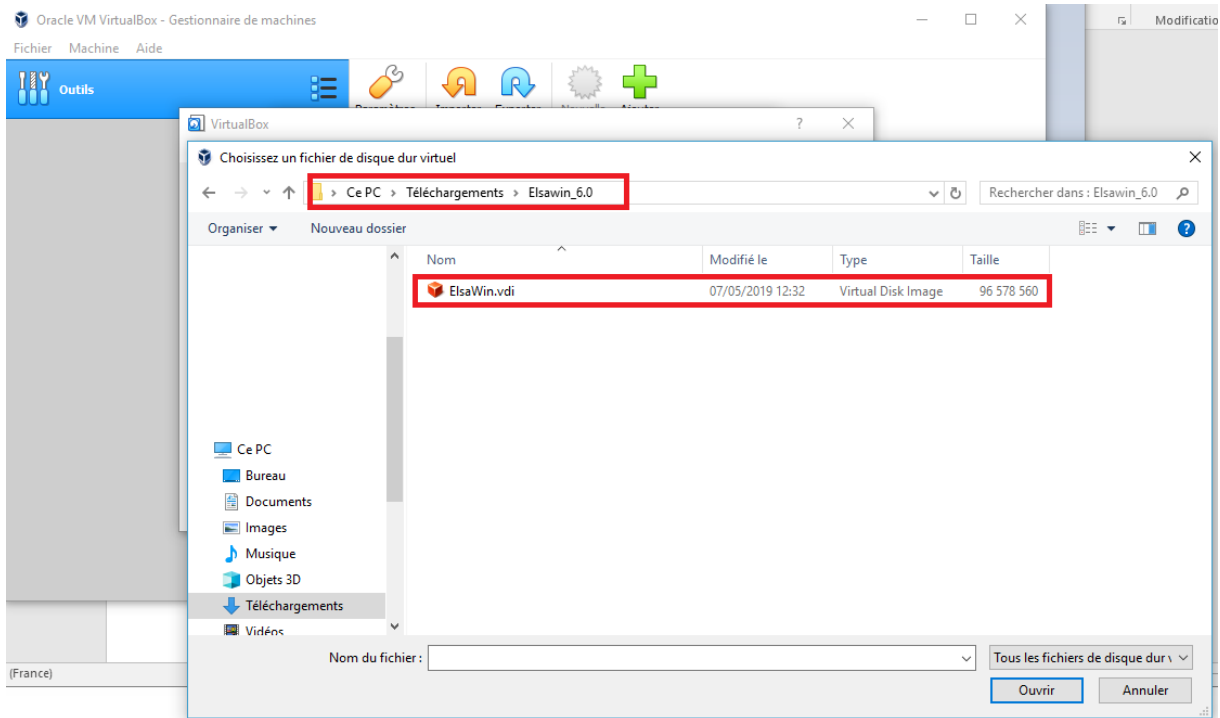 Oracle VM VirtualBox - Gestionnaire de machines
Modificatio
Fichier Machine Aide
Outils
VirtualBox
Choisissez un fichier de disque dur virtuel
Ce PC > Téléchargements > Elsawin_6.0
Rechercher dans : Elsawin_6.0
Organiser Nouveau dossier
Nom Modifié le Type Taille
ElsaWin.vdi 07/05/2019 12:32 Virtual Disk Image 96 578 560
Ce PC
Bureau
Documents
Images
Musique
Objets 3D
Téléchargements
Vidéos
Nom du fichier :
Tous les fichiers de disque dur
(France)
Ouvrir Annuler